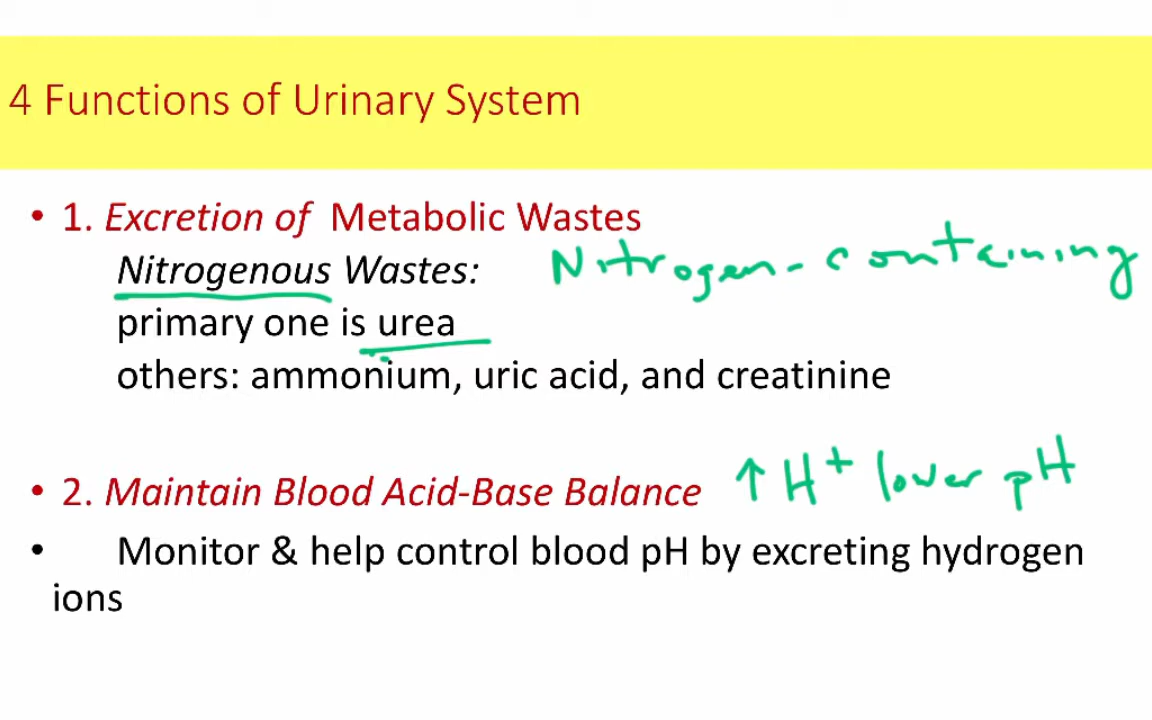 4 Functions of Urinary System
• 1. Excretion of Metabolic Wastes
Nitrogenous Wastes: Nitrogen-containing
primary one is urea
others: ammonium, uric acid, and creatinine
• 2. Maintain Blood Acid-Base Balance ↑ H+ lower pH
• Monitor & help control blood pH by excreting hydrogen
ions